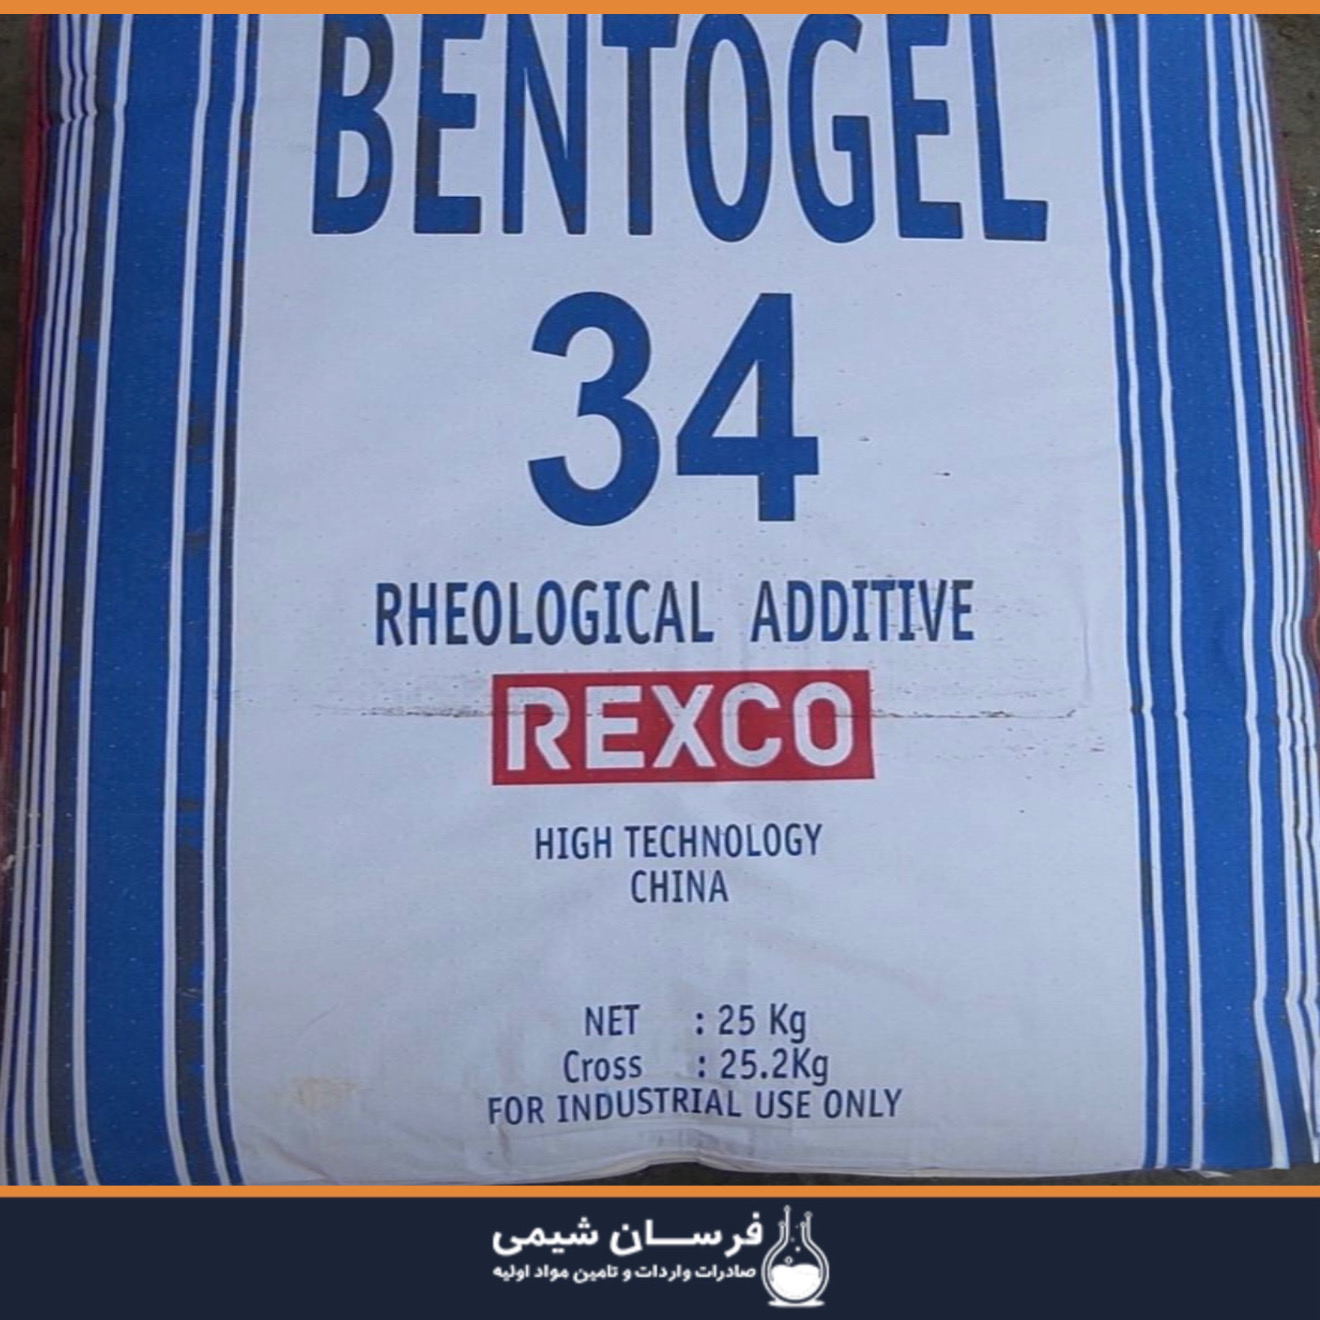 BENTOGEL
34
RHEOLOGICAL ADDITIVE
REXCO
HIGH TECHNOLOGY
CHINA
NET : 25 Kg
Cross : 25.2Kg
FOR INDUSTRIAL USE ONLY
فرسان شیمی
صادرات واردات و تامین مواد اولیه